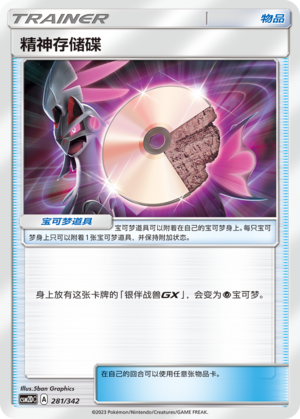 TRAINER 物品
精神存储碟
宝可梦道具
宝可梦道具可以附着在自己的宝可梦身上。每只宝可
梦身上只可以附着1张宝可梦道具，并保持附加状态。
身上放有这张卡牌的「银伴战兽GX」，会变为宝可梦。
在自己的回合可以使用任意张物品卡。
Illus.5ban Graphics
CSM2DC A 281/342
©2023 Pokémon/Nintendo/Creatures/GAME FREAK.